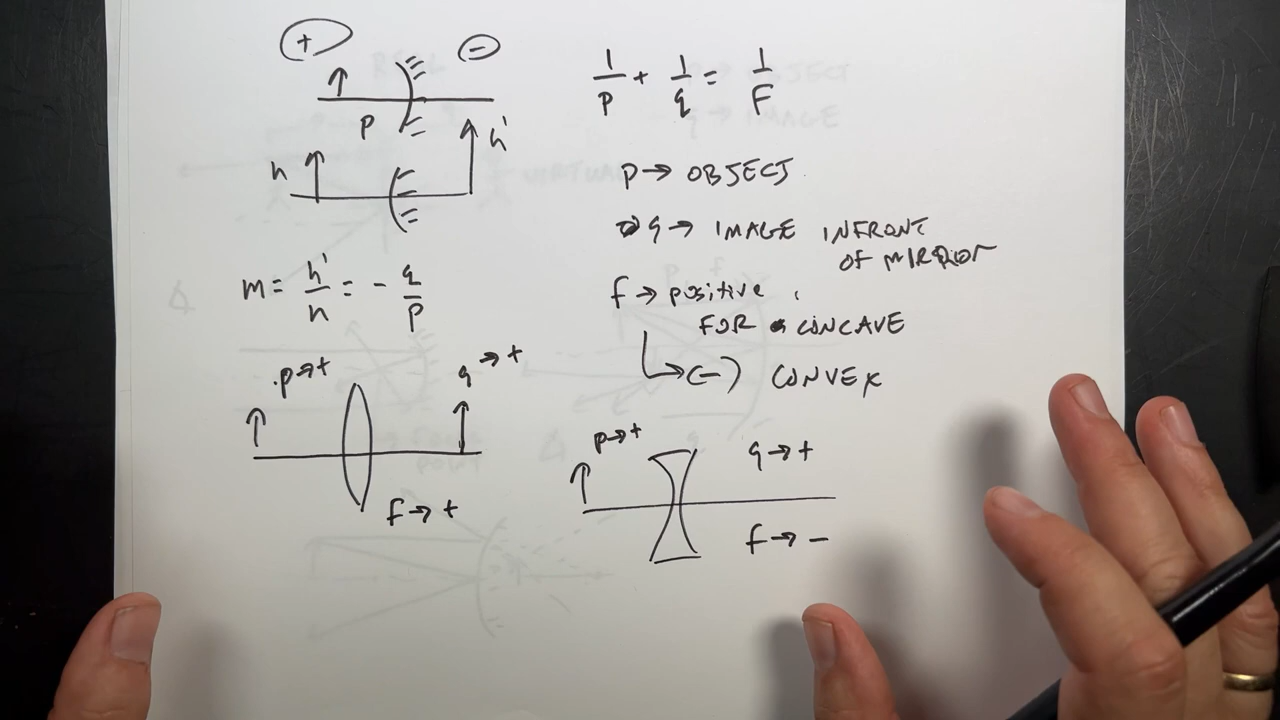 +
-
p
h
h'
m = h'/h = - q/p
p→+
q→+
f→+
1/p + 1/q = 1/F
p→ OBJECT
q→ IMAGE INFRONT
OF MIRROR
f→ positive
FOR CONCAVE
↳(-) CONVEX
p→+
q→+
f→ -